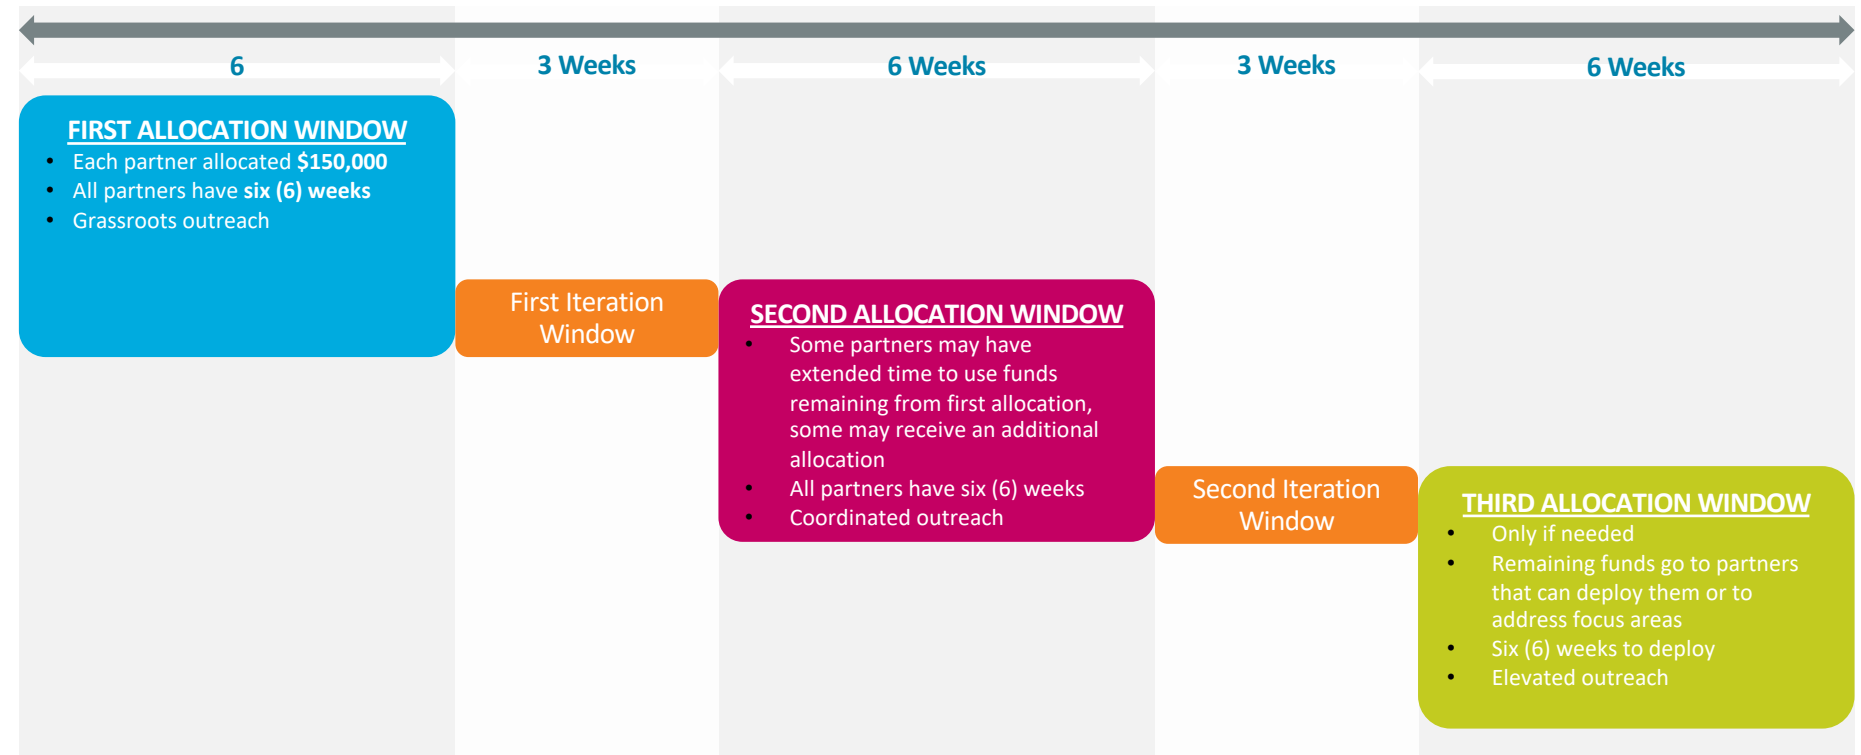 6
3 Weeks
6 Weeks
3 Weeks
6 Weeks
FIRST ALLOCATION WINDOW
• Each partner allocated $150,000
• All partners have six (6) weeks
• Grassroots outreach
First Iteration
Window
SECOND ALLOCATION WINDOW
• Some partners may have
extended time to use funds
remaining from first allocation,
some may receive an additional
allocation
• All partners have six (6) weeks
• Coordinated outreach
Second Iteration
Window
THIRD ALLOCATION WINDOW
• Only if needed
• Remaining funds go to partners
that can deploy them or to
address focus areas
• Six (6) weeks to deploy
• Elevated outreach